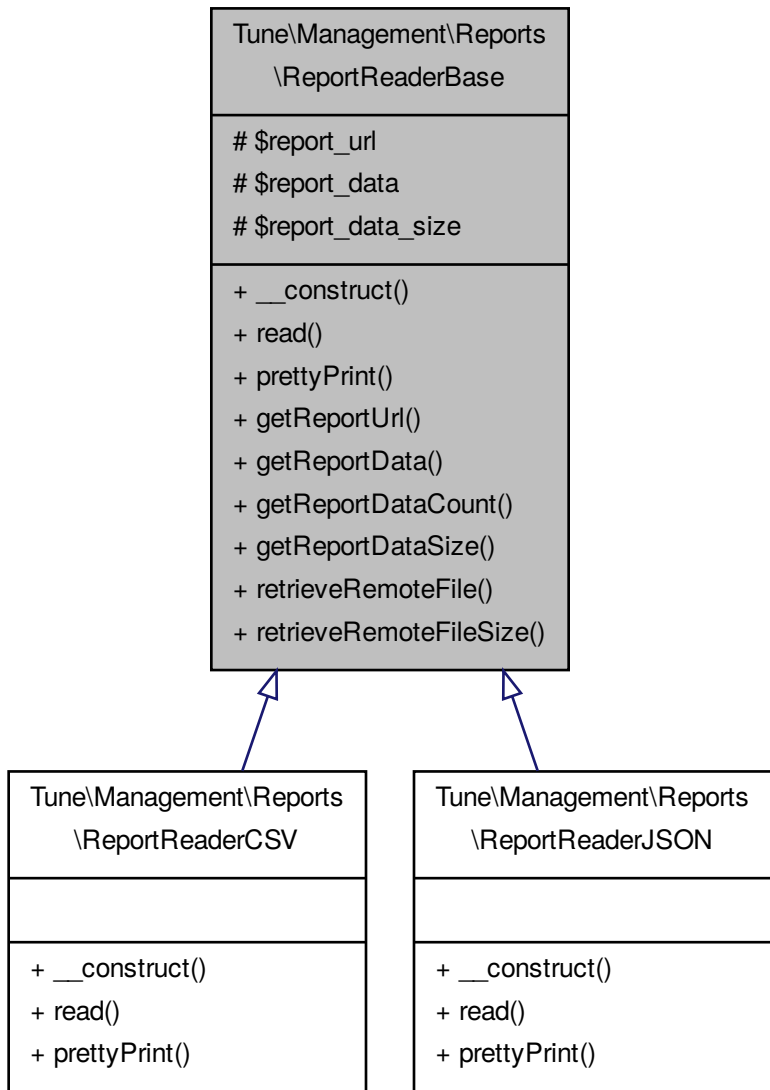 Tune\Management\Reports
\ReportReaderBase
# $report_url
# $report_data
# $report_data_size
+ __construct()
+ read()
+ prettyPrint()
+ getReportUrl()
+ getReportData()
+ getReportDataCount()
+ getReportDataSize()
+ retrieveRemoteFile()
+ retrieveRemoteFileSize()
Tune\Management\Reports
\ReportReaderCSV
+ __construct()
+ read()
+ prettyPrint()
Tune\Management\Reports
\ReportReaderJSON
+ __construct()
+ read()
+ prettyPrint()